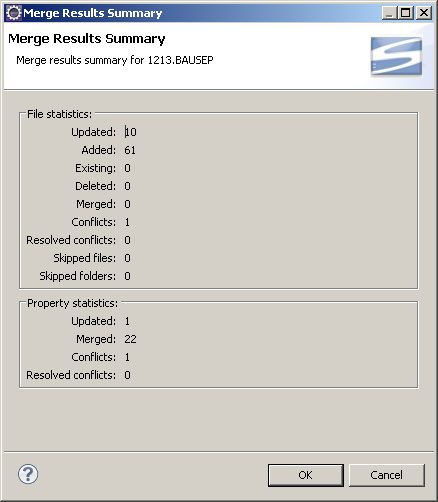 Merge Results Summary
Merge Results Summary
Merge results summary for 1213.BAUSEP
File statistics:
Updated: 10
Added: 61
Existing: 0
Deleted: 0
Merged: 0
Conflicts: 1
Resolved conflicts: 0
Skipped files: 0
Skipped folders: 0
Property statistics:
Updated: 1
Merged: 22
Conflicts: 1
Resolved conflicts: 0
?
OK Cancel